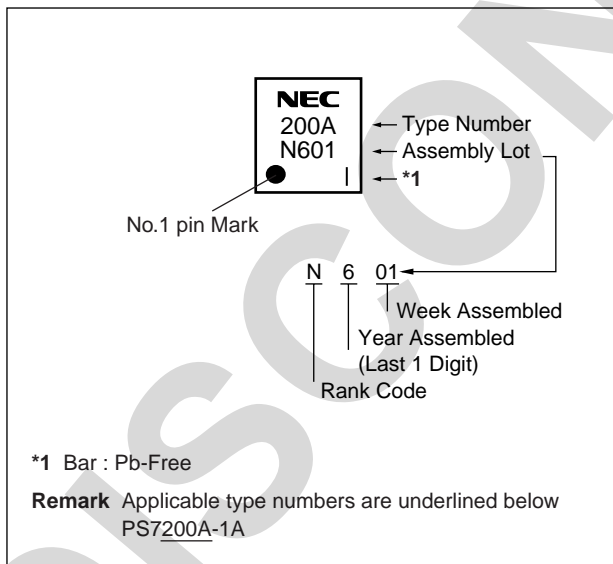 NEC
200A
N601
Type Number
Assembly Lot
*1
No.1 pin Mark
N 6 01
Week Assembled
Year Assembled
(Last 1 Digit)
Rank Code
*1 Bar : Pb-Free
Remark Applicable type numbers are underlined below
PS7200A-1A
DISCON